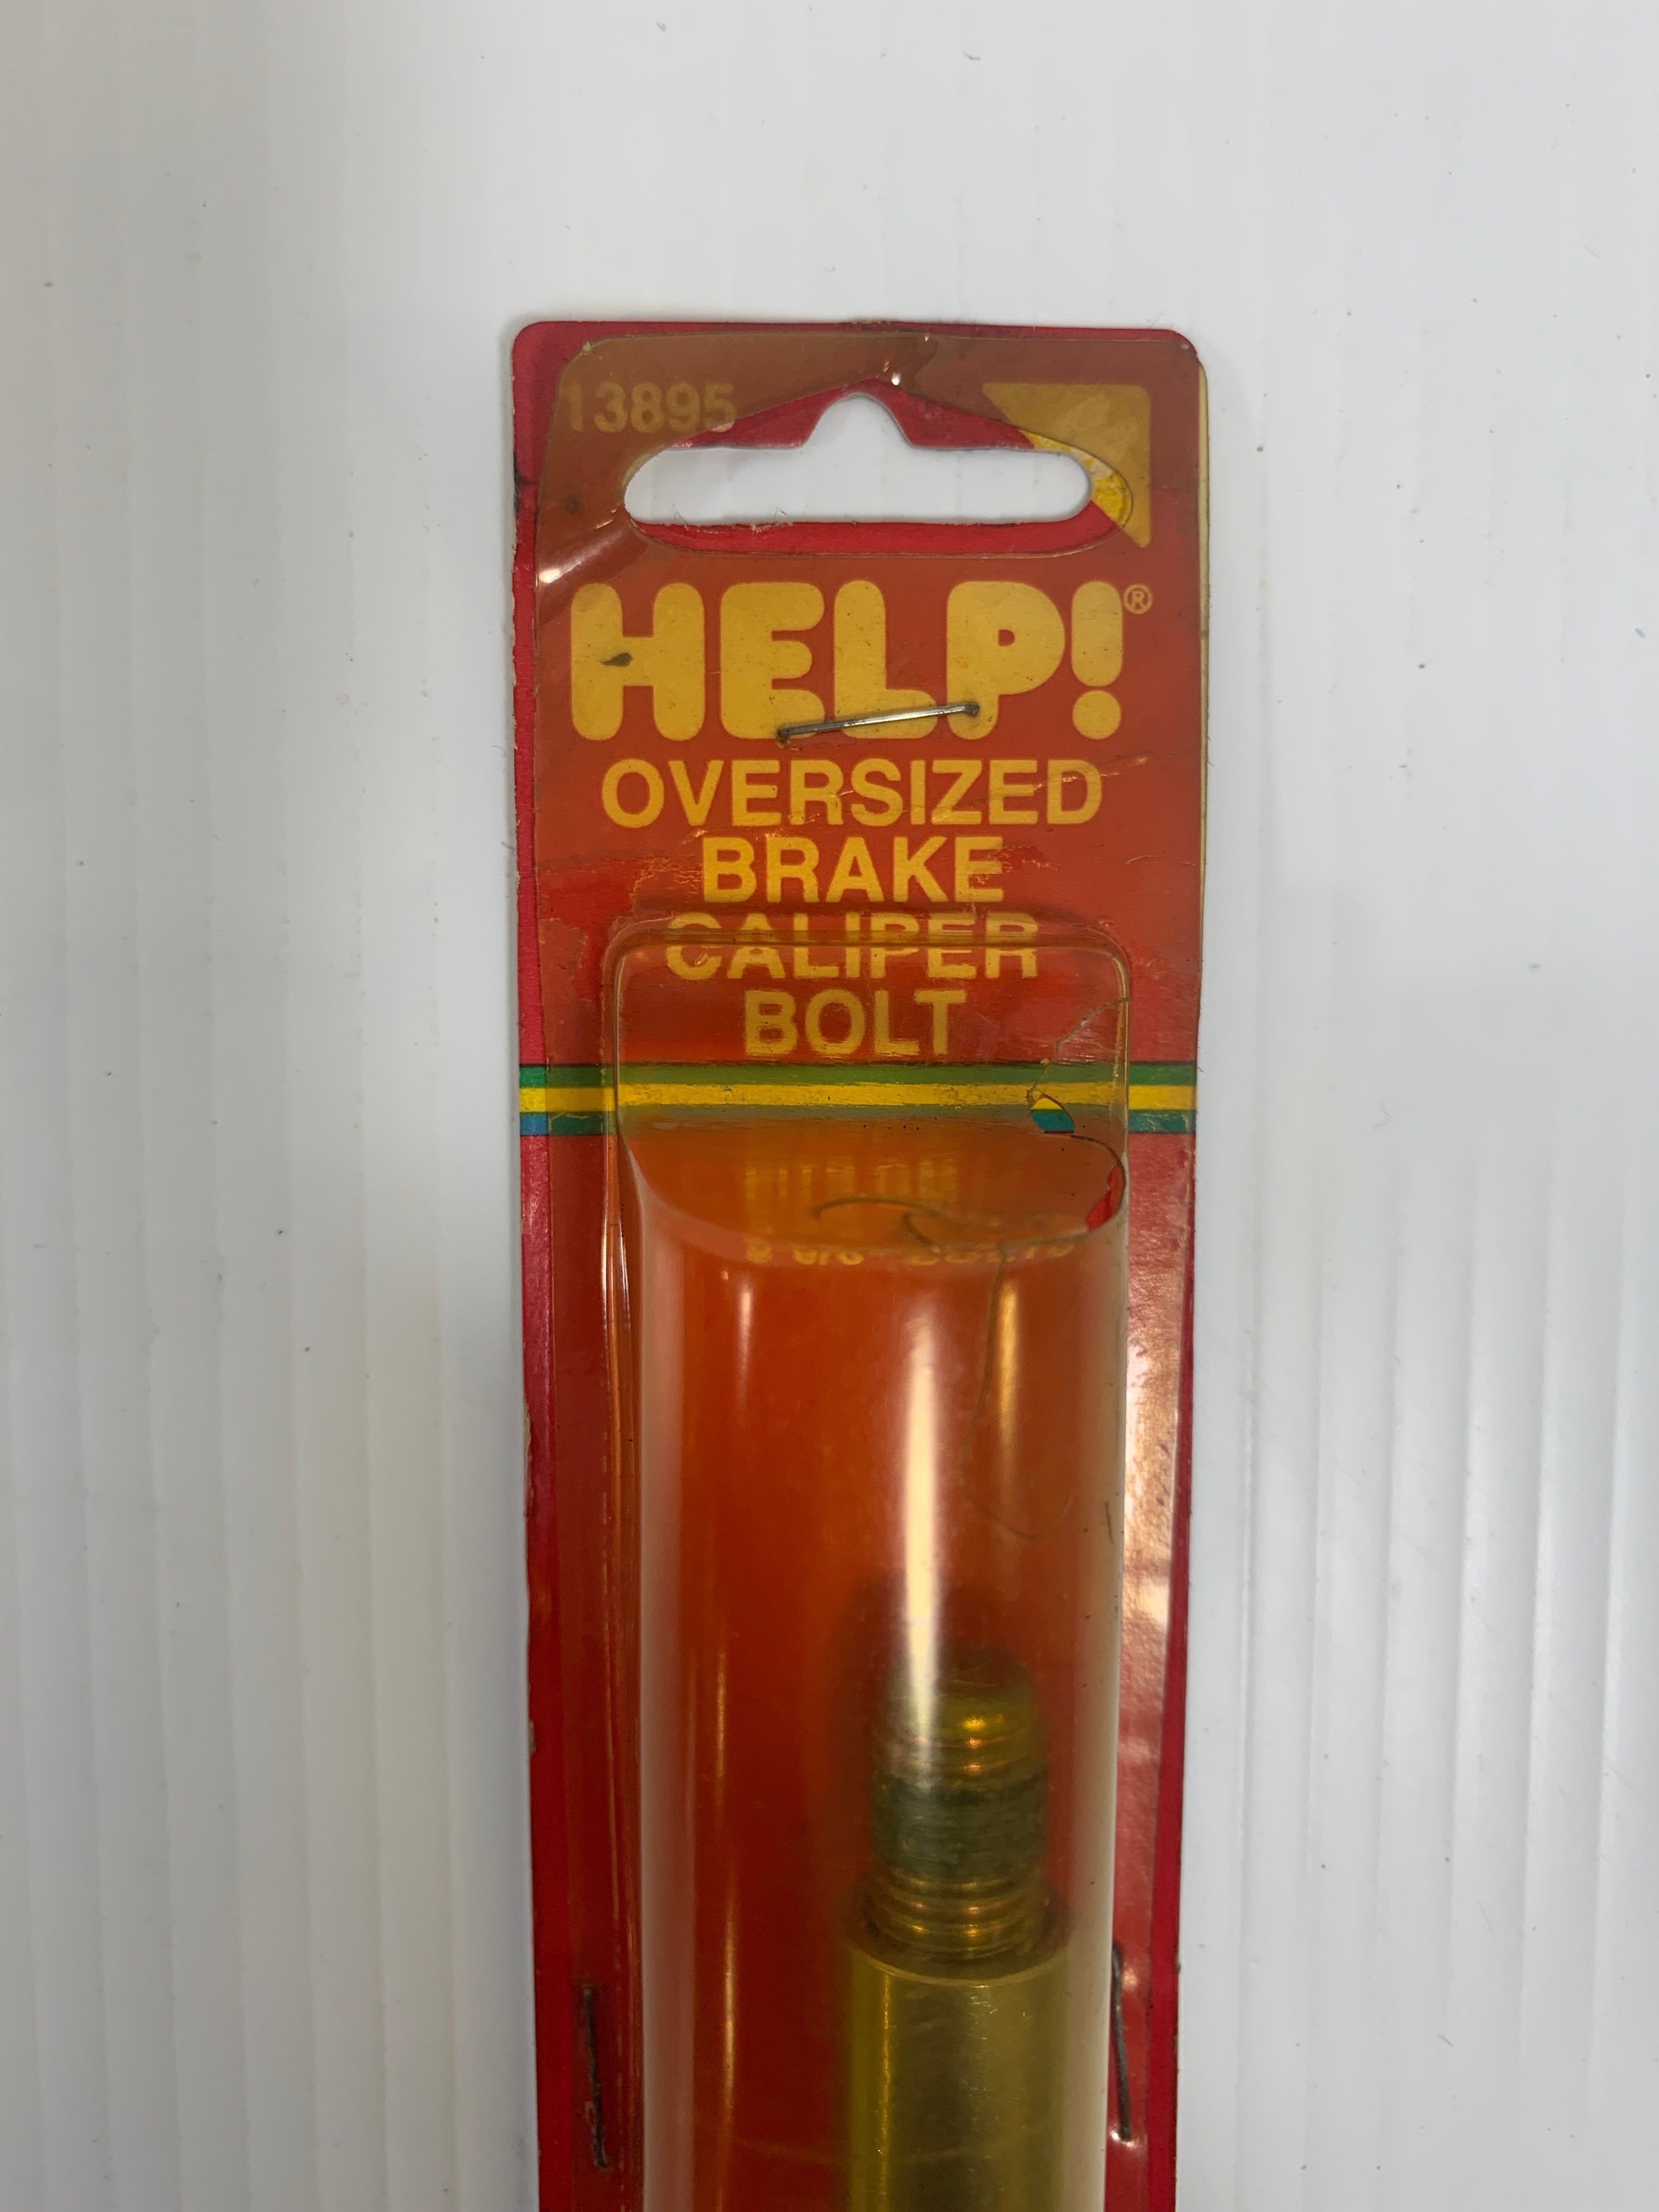 13895
HELP!®
OVERSIZED
BRAKE
CALIPER
BOLT